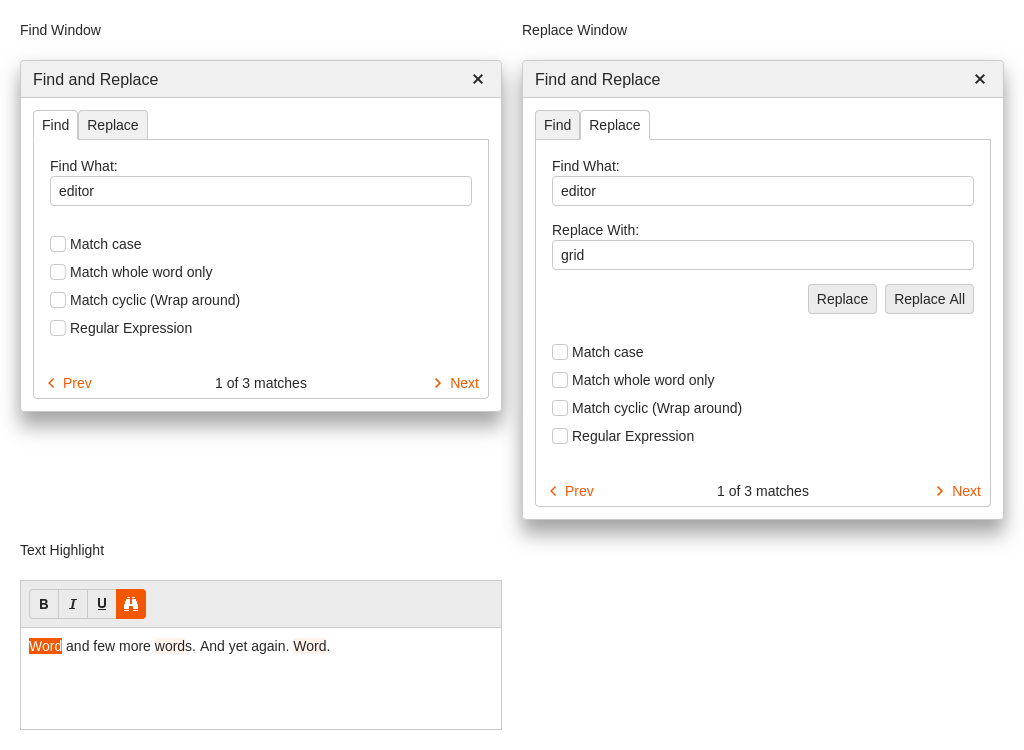 Find Window
Find and Replace ✕
Find Replace
Find What:
editor
Match case
Match whole word only
Match cyclic (Wrap around)
Regular Expression
Prev 1 of 3 matches Next
Replace Window
Find and Replace ✕
Find Replace
Find What:
editor
Replace With:
grid
Replace Replace All
Match case
Match whole word only
Match cyclic (Wrap around)
Regular Expression
Prev 1 of 3 matches Next
Text Highlight
B I U
Word and few more words. And yet again. Word.